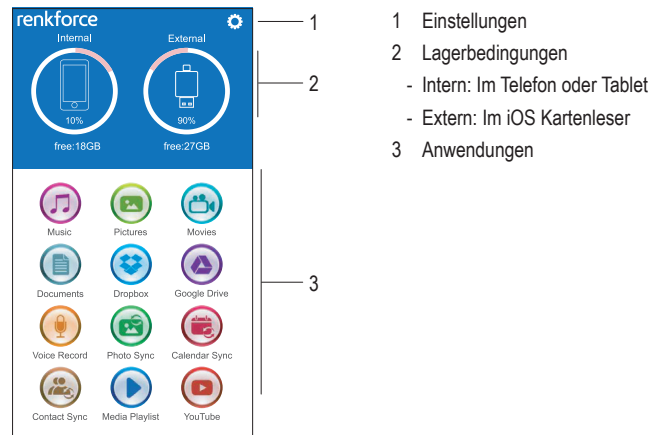 renkforce
Internal External
10% 90%
free:18GB free:27GB
Music Pictures Movies
Documents Dropbox Google Drive
Voice Record Photo Sync Calendar Sync
Contact Sync Media Playlist YouTube
1
2
3
1 Einstellungen
2 Lagerbedingungen
- Intern: Im Telefon oder Tablet
- Extern: Im iOS Kartenleser
3 Anwendungen